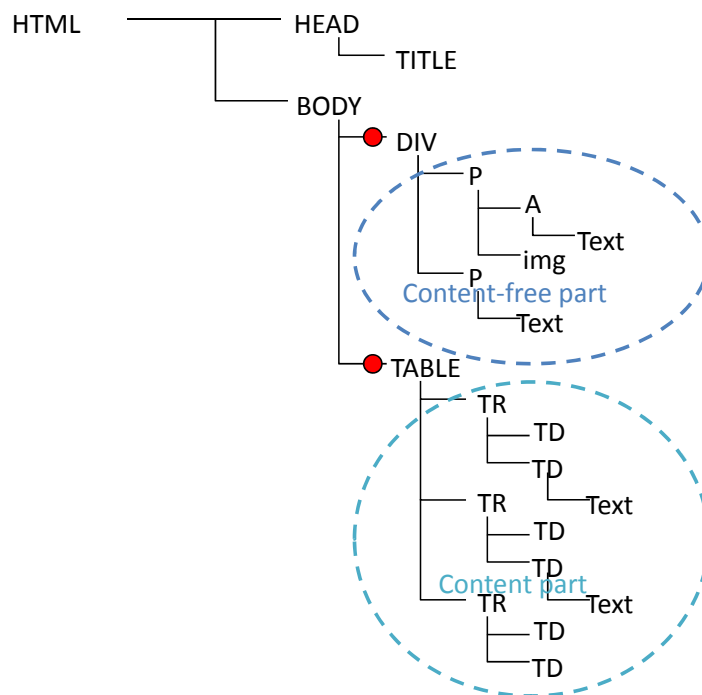 HTML
HEAD
TITLE
BODY
DIV
P
A
Text
img
P
Content-free part
Text
TABLE
TR
TD
TD
TR
Text
TD
TD
Content part
TR
Text
TD
TD